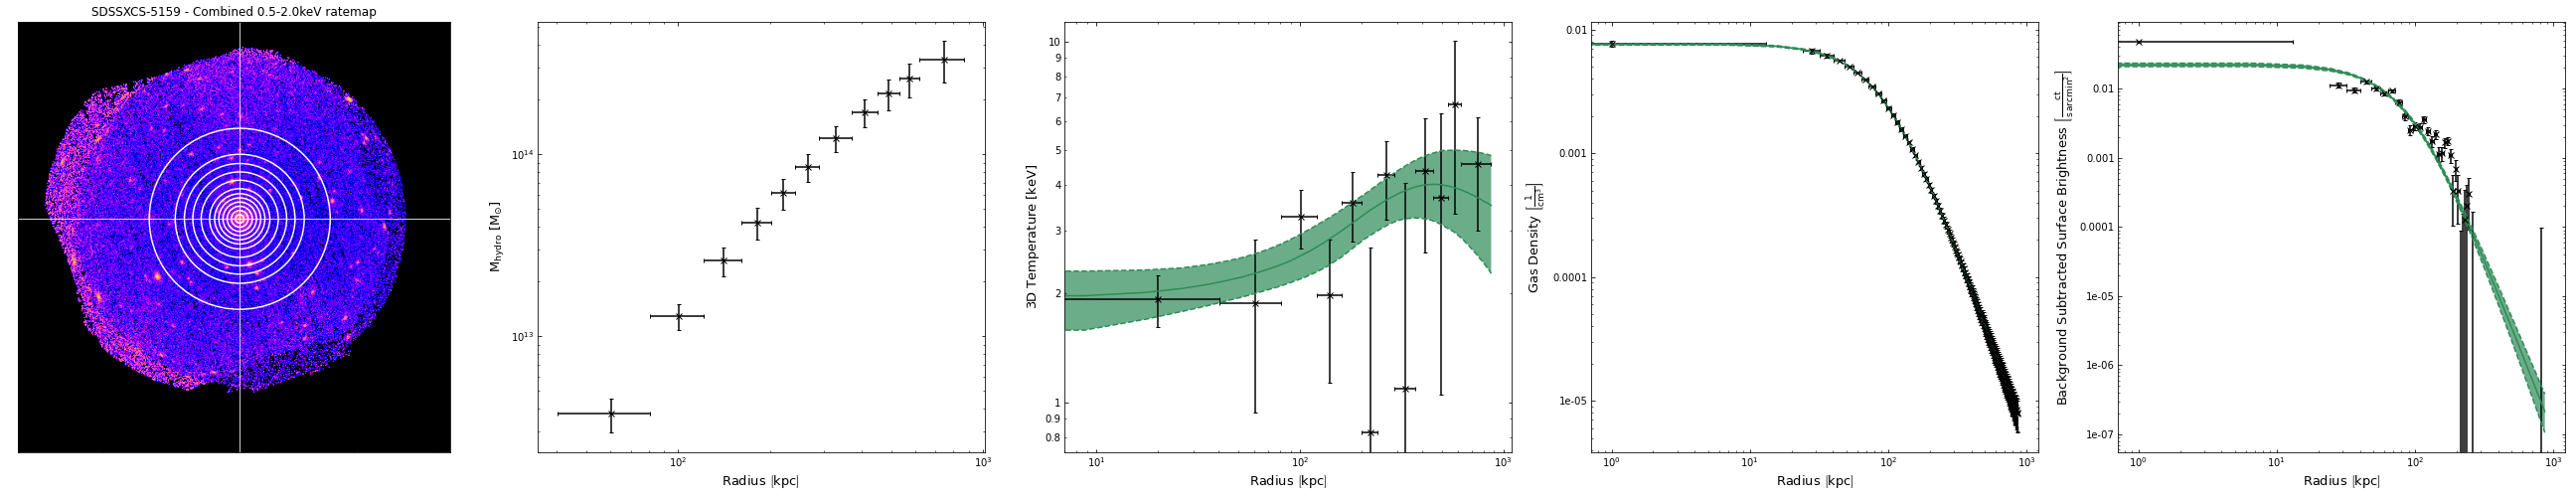 SDSSXCS-5159 - Combined 0.5-2.0keV ratemap
M_hydro [M_⊙]
10^14
10^13
10^2
10^3
Radius [kpc]
3D Temperature [keV]
10
9
8
7
6
5
4
3
2
1
0.9
0.8
10^1
10^2
10^3
Radius [kpc]
Gas Density [1/cm^3]
0.01
0.001
0.0001
1e-05
10^0
10^1
10^2
10^3
Radius [kpc]
Background Subtracted Surface Brightness [ct/s arcmin^2]
0.01
0.001
0.0001
1e-05
1e-06
1e-07
10^0
10^1
10^2
10^3
Radius [kpc]